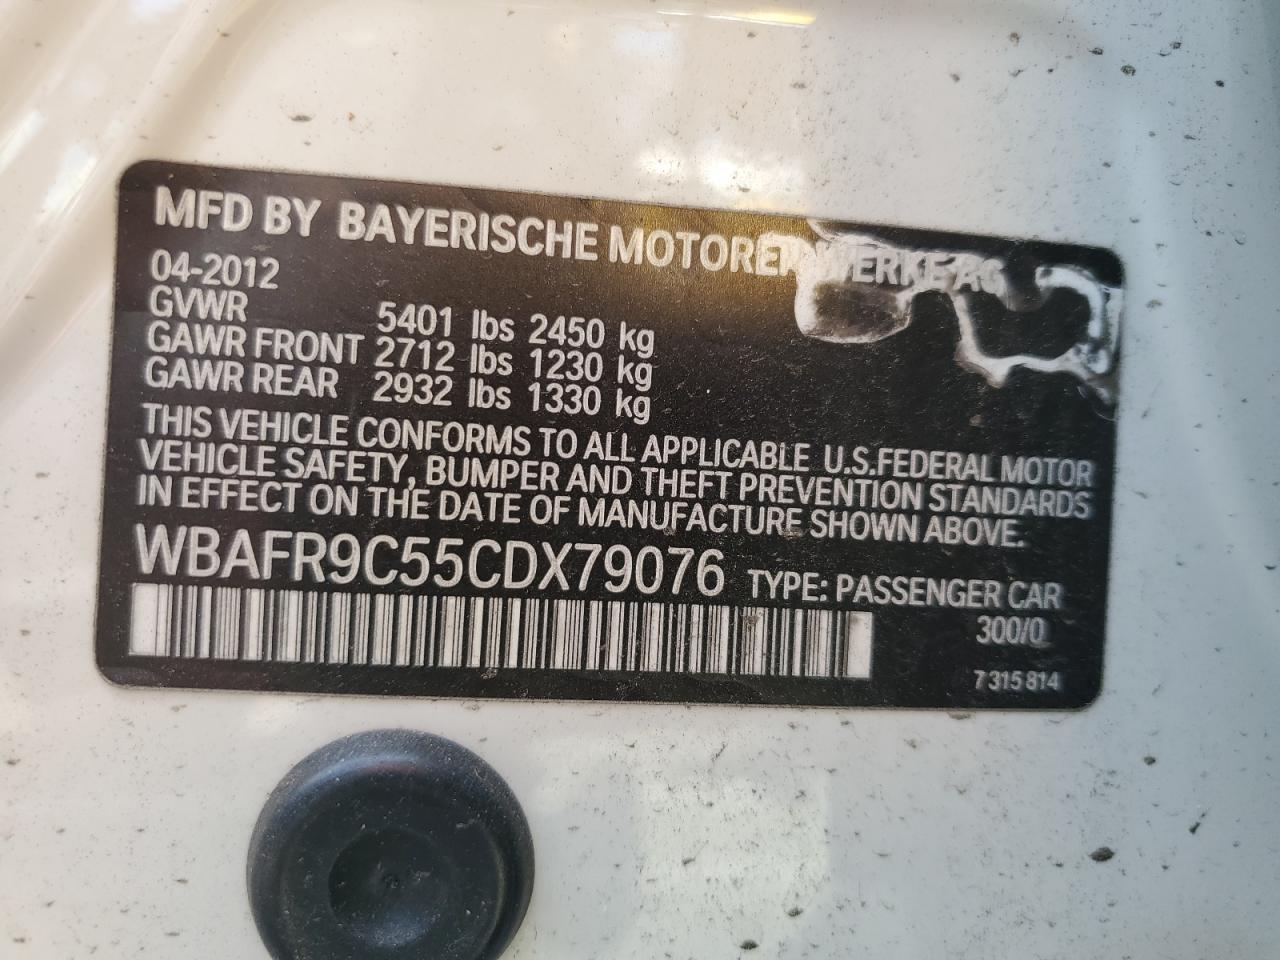 MFD BY BAYERISCHE MOTOREN WERKE AG
04-2012
GVWR 5401 lbs 2450 kg
GAWR FRONT 2712 lbs 1230 kg
GAWR REAR 2932 lbs 1330 kg
THIS VEHICLE CONFORMS TO ALL APPLICABLE U.S.FEDERAL MOTOR
VEHICLE SAFETY, BUMPER AND THEFT PREVENTION STANDARDS
IN EFFECT ON THE DATE OF MANUFACTURE SHOWN ABOVE.
WBAFR9C55CDX79076 TYPE: PASSENGER CAR
300/0
7 315 814